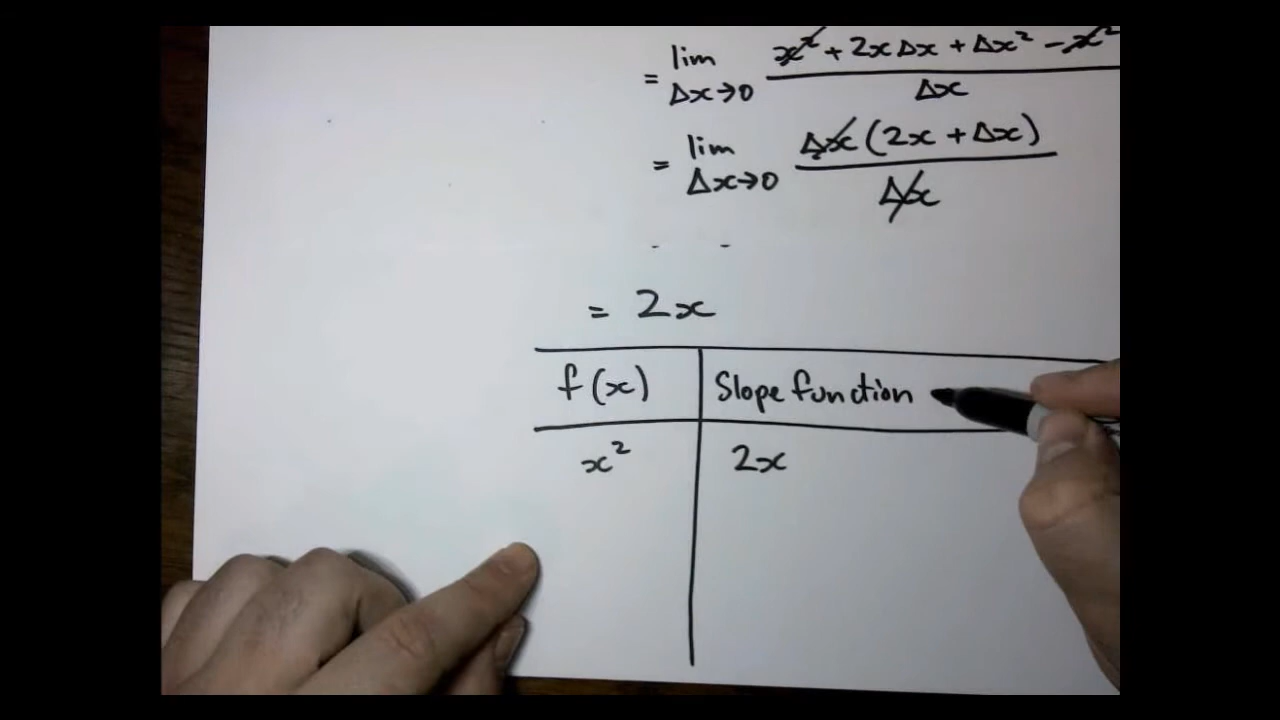 = lim Δx→0 x² + 2xΔx + Δx² - x² / Δx
= lim Δx→0 Δx(2x + Δx) / Δx
= 2x
f(x) Slope function
x² 2x